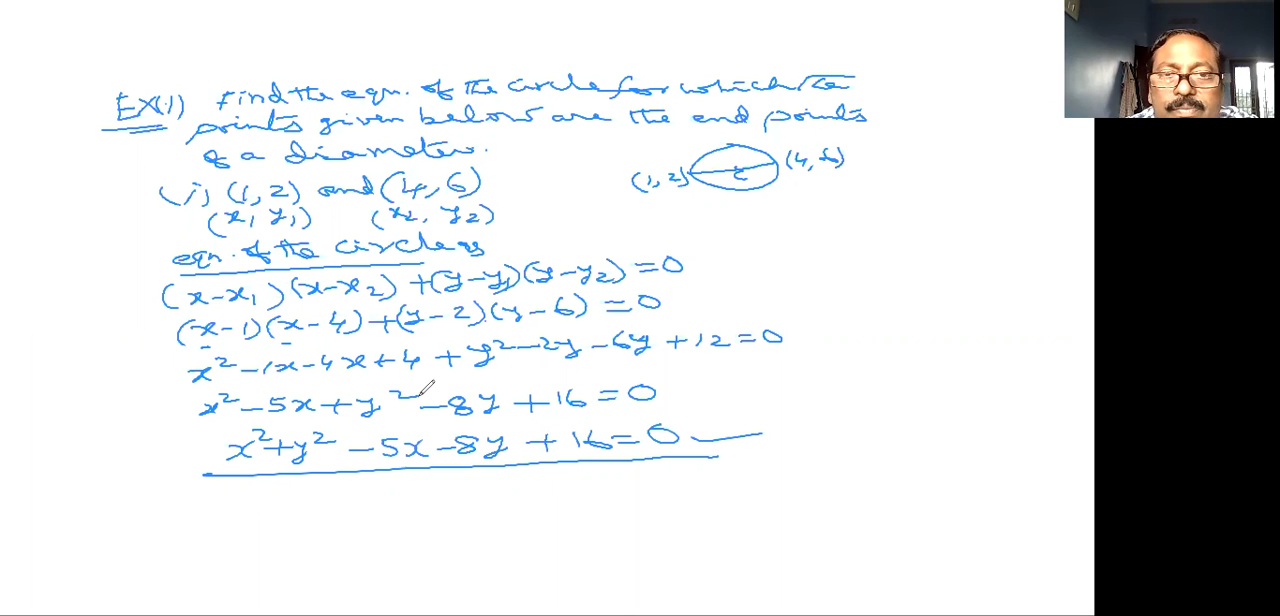 EX(1) Find the eqn. of the circle for which the
points given below are the end points
of a diameter.
(i) (1, 2) and (4, 6)
(x1, y1) (x2, y2)
(1, 2) c (4, 6)
eqn. of the circle is
(x-x1)(x-x2)+(y-y1)(y-y2)=0
(x-1)(x-4)+(y-2)(y-6)=0
x²-1x-4x+4+y²-2y-6y+12=0
x²-5x+y²-8y+16=0
x²+y²-5x-8y+16=0